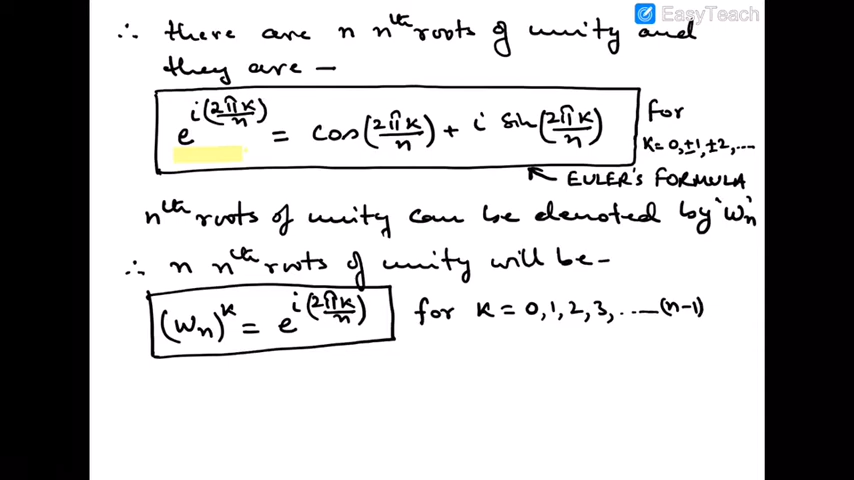 EasyTeach
∴ there are n nth roots of unity and
they are –
e^i(2πk/n) = cos(2πk/n) + i sin(2πk/n) for
k = 0, ±1, ±2, ....
EULER'S FORMULA
nth roots of unity can be denoted by 'wn'
∴ n nth roots of unity will be –
(wn)^k = e^i(2πk/n) for k = 0, 1, 2, 3, ..... (n-1)